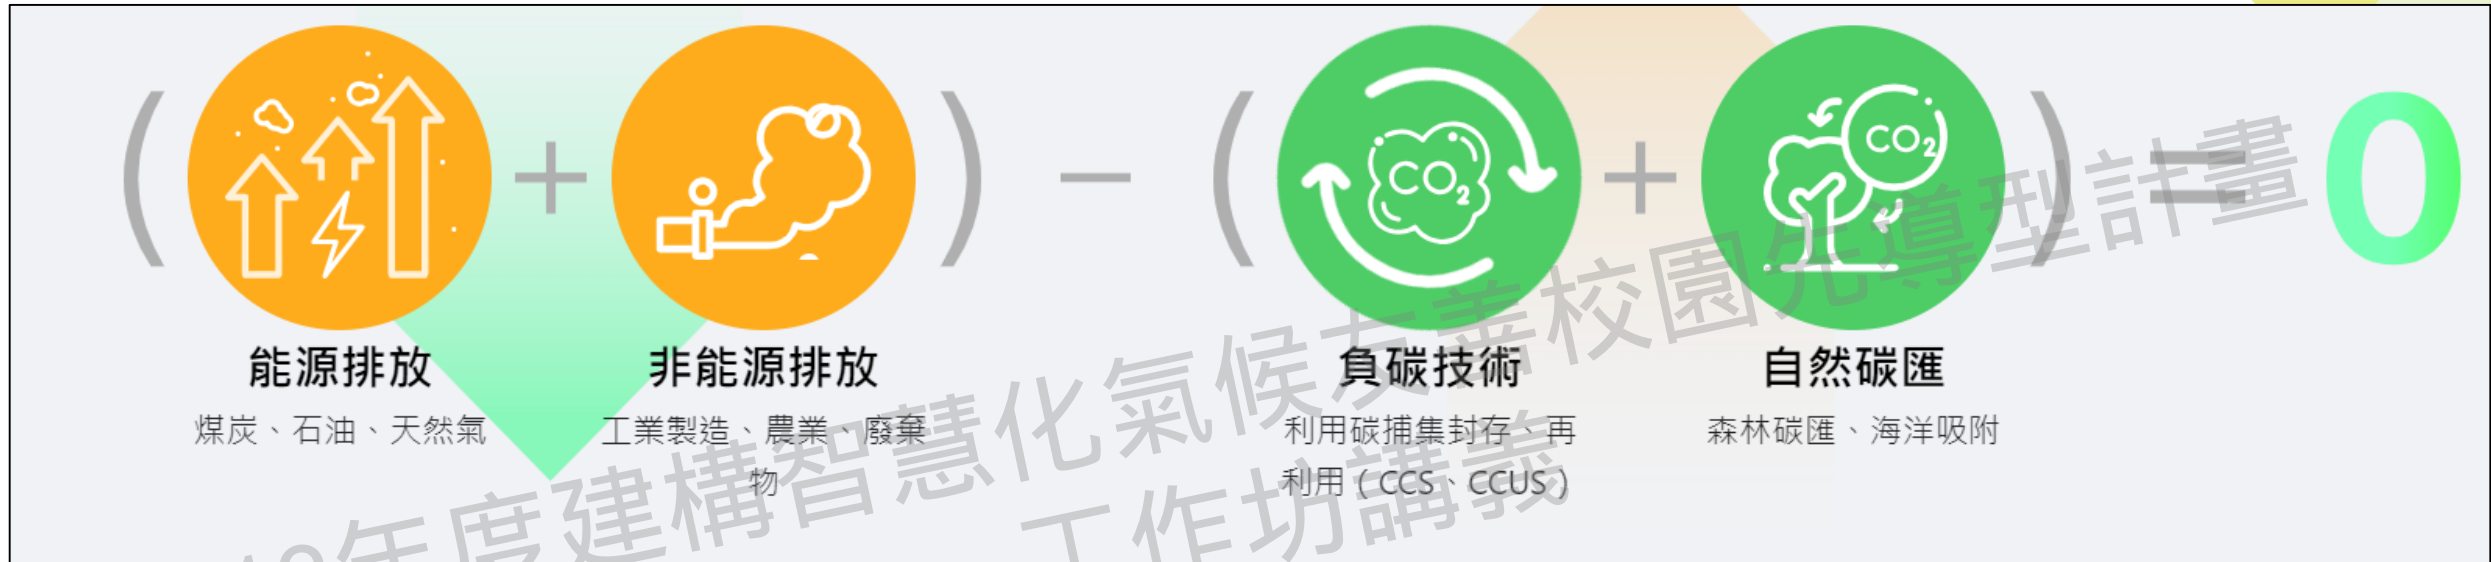 ( + ) − ( CO₂ + CO₂ ) = 0
能源排放
非能源排放
負碳技術
自然碳匯
煤炭、石油、天然氣
工業製造、農業、廢棄
物
利用碳捕集封存、再
利用（CCS、CCUS）
森林碳匯、海洋吸附
年度建構智慧化氣候友善校園先導型計畫
工作坊講義